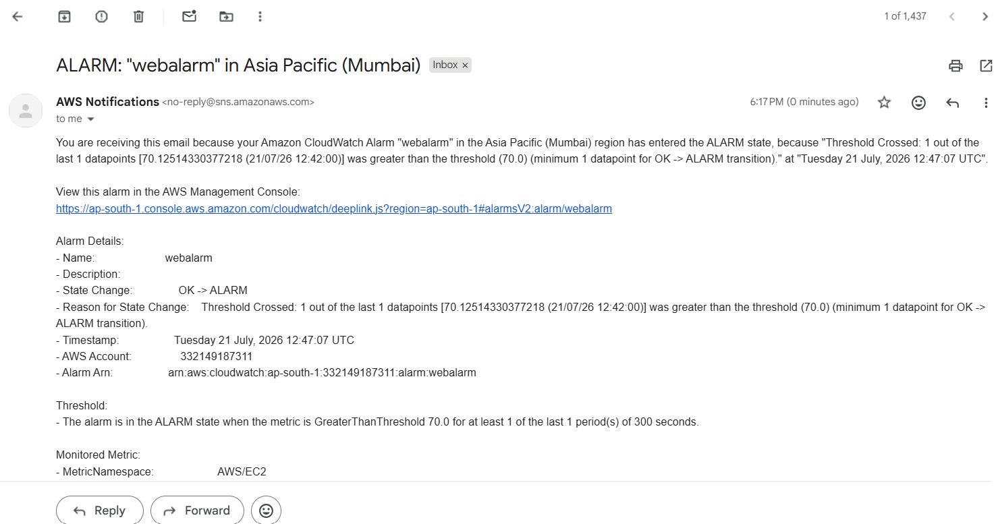 1 of 1,437
ALARM: "webalarm" in Asia Pacific (Mumbai) Inbox ×
AWS Notifications <no-reply@sns.amazonaws.com> 6:17 PM (0 minutes ago)
to me
You are receiving this email because your Amazon CloudWatch Alarm "webalarm" in the Asia Pacific (Mumbai) region has entered the ALARM state, because "Threshold Crossed: 1 out of the
last 1 datapoints [70.12514330377218 (21/07/26 12:42:00)] was greater than the threshold (70.0) (minimum 1 datapoint for OK -> ALARM transition)." at "Tuesday 21 July, 2026 12:47:07 UTC".
View this alarm in the AWS Management Console:
https://ap-south-1.console.aws.amazon.com/cloudwatch/deeplink.js?region=ap-south-1#alarmsV2:alarm/webalarm
Alarm Details:
- Name: webalarm
- Description:
- State Change: OK -> ALARM
- Reason for State Change: Threshold Crossed: 1 out of the last 1 datapoints [70.12514330377218 (21/07/26 12:42:00)] was greater than the threshold (70.0) (minimum 1 datapoint for OK ->
ALARM transition).
- Timestamp: Tuesday 21 July, 2026 12:47:07 UTC
- AWS Account: 332149187311
- Alarm Arn: arn:aws:cloudwatch:ap-south-1:332149187311:alarm:webalarm
Threshold:
- The alarm is in the ALARM state when the metric is GreaterThanThreshold 70.0 for at least 1 of the last 1 period(s) of 300 seconds.
Monitored Metric:
- MetricNamespace: AWS/EC2
Reply Forward